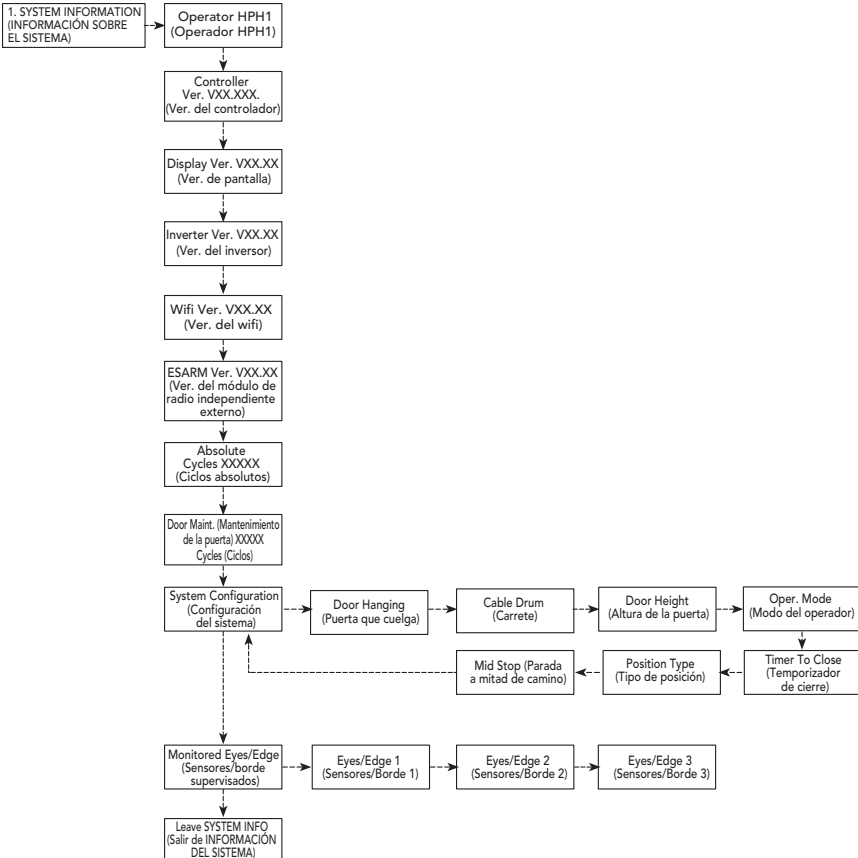 1. SYSTEM INFORMATION
(INFORMACIÓN SOBRE
EL SISTEMA)
Operator HPH1
(Operador HPH1)
Controller
Ver. VXX.XXX.
(Ver. del controlador)
Display Ver. VXX.XX
(Ver. de pantalla)
Inverter Ver. VXX.XX
(Ver. del inversor)
Wifi Ver. VXX.XX
(Ver. del wifi)
ESARM Ver. VXX.XX
(Ver. del módulo de
radio independiente
externo)
Absolute
Cycles XXXXX
(Ciclos absolutos)
Door Maint. (Mantenimiento
de la puerta) XXXXX
Cycles (Ciclos)
System Configuration
(Configuración
del sistema)
Door Hanging
(Puerta que cuelga)
Cable Drum
(Carrete)
Door Height
(Altura de la puerta)
Oper. Mode
(Modo del operador)
Timer To Close
(Temporizador
de cierre)
Position Type
(Tipo de posición)
Mid Stop (Parada
a mitad de camino)
Monitored Eyes/Edge
(Sensores/borde
supervisados)
Eyes/Edge 1
(Sensores/Borde 1)
Eyes/Edge 2
(Sensores/Borde 2)
Eyes/Edge 3
(Sensores/Borde 3)
Leave SYSTEM INFO
(Salir de INFORMACIÓN
DEL SISTEMA)